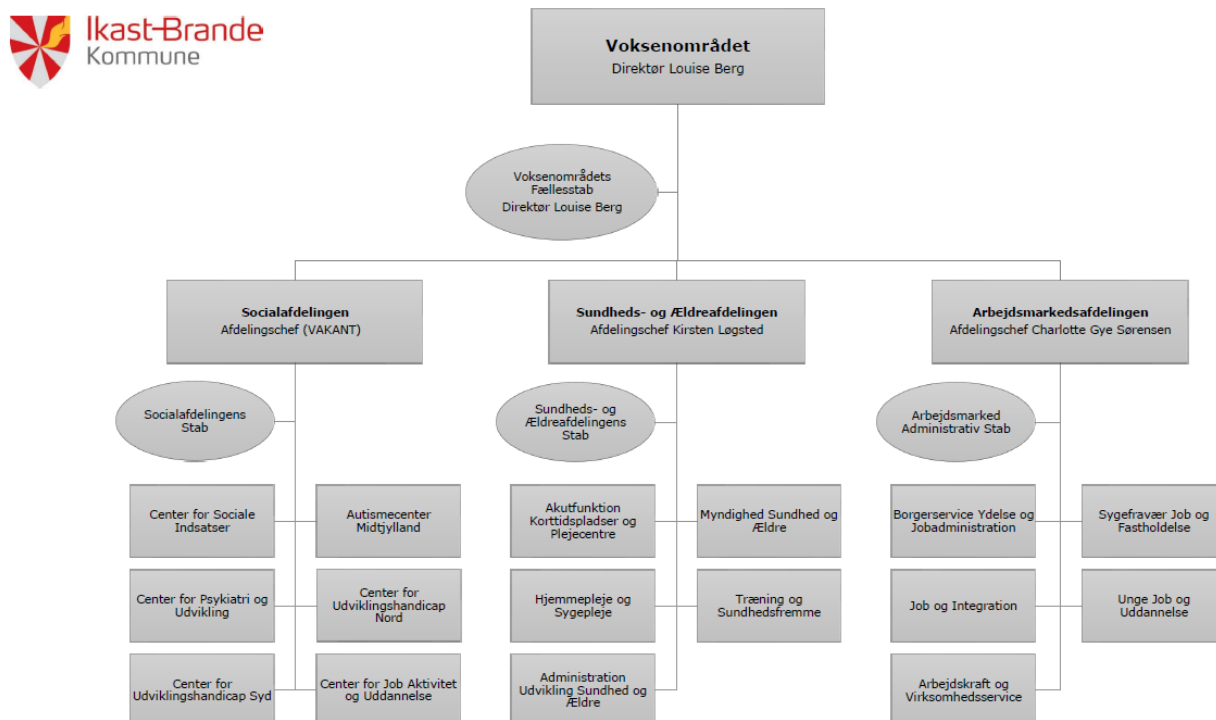 Ikast-Brande
Kommune
Voksenområdet
Direktør Louise Berg
Voksenområdets
Fællesstab
Direktør Louise Berg
Socialafdelingen
Afdelingschef (VAKANT)
Sundheds- og Ældreafdelingen
Afdelingschef Kirsten Løgsted
Arbejdsmarkedsafdelingen
Afdelingschef Charlotte Gye Sørensen
Socialafdelingens
Stab
Sundheds- og
Ældreafdelingens
Stab
Arbejdsmarked
Administrativ Stab
Center for Sociale
Indsatser
Autismecenter
Midtjylland
Center for Psykiatri og
Udvikling
Center for
Udviklingshandicap
Nord
Center for
Udviklingshandicap Syd
Center for Job Aktivitet
og Uddannelse
Akutfunktion
Korttidspladser og
Plejecentre
Myndighed Sundhed og
Ældre
Hjemmepleje og
Sygepleje
Træning og
Sundhedsfremme
Administration
Udvikling Sundhed og
Ældre
Borgerservice Ydelse og
Jobadministration
Sygefravær Job og
Fastholdelse
Job og Integration
Unge Job og
Uddannelse
Arbejdskraft og
Virksomhedsservice